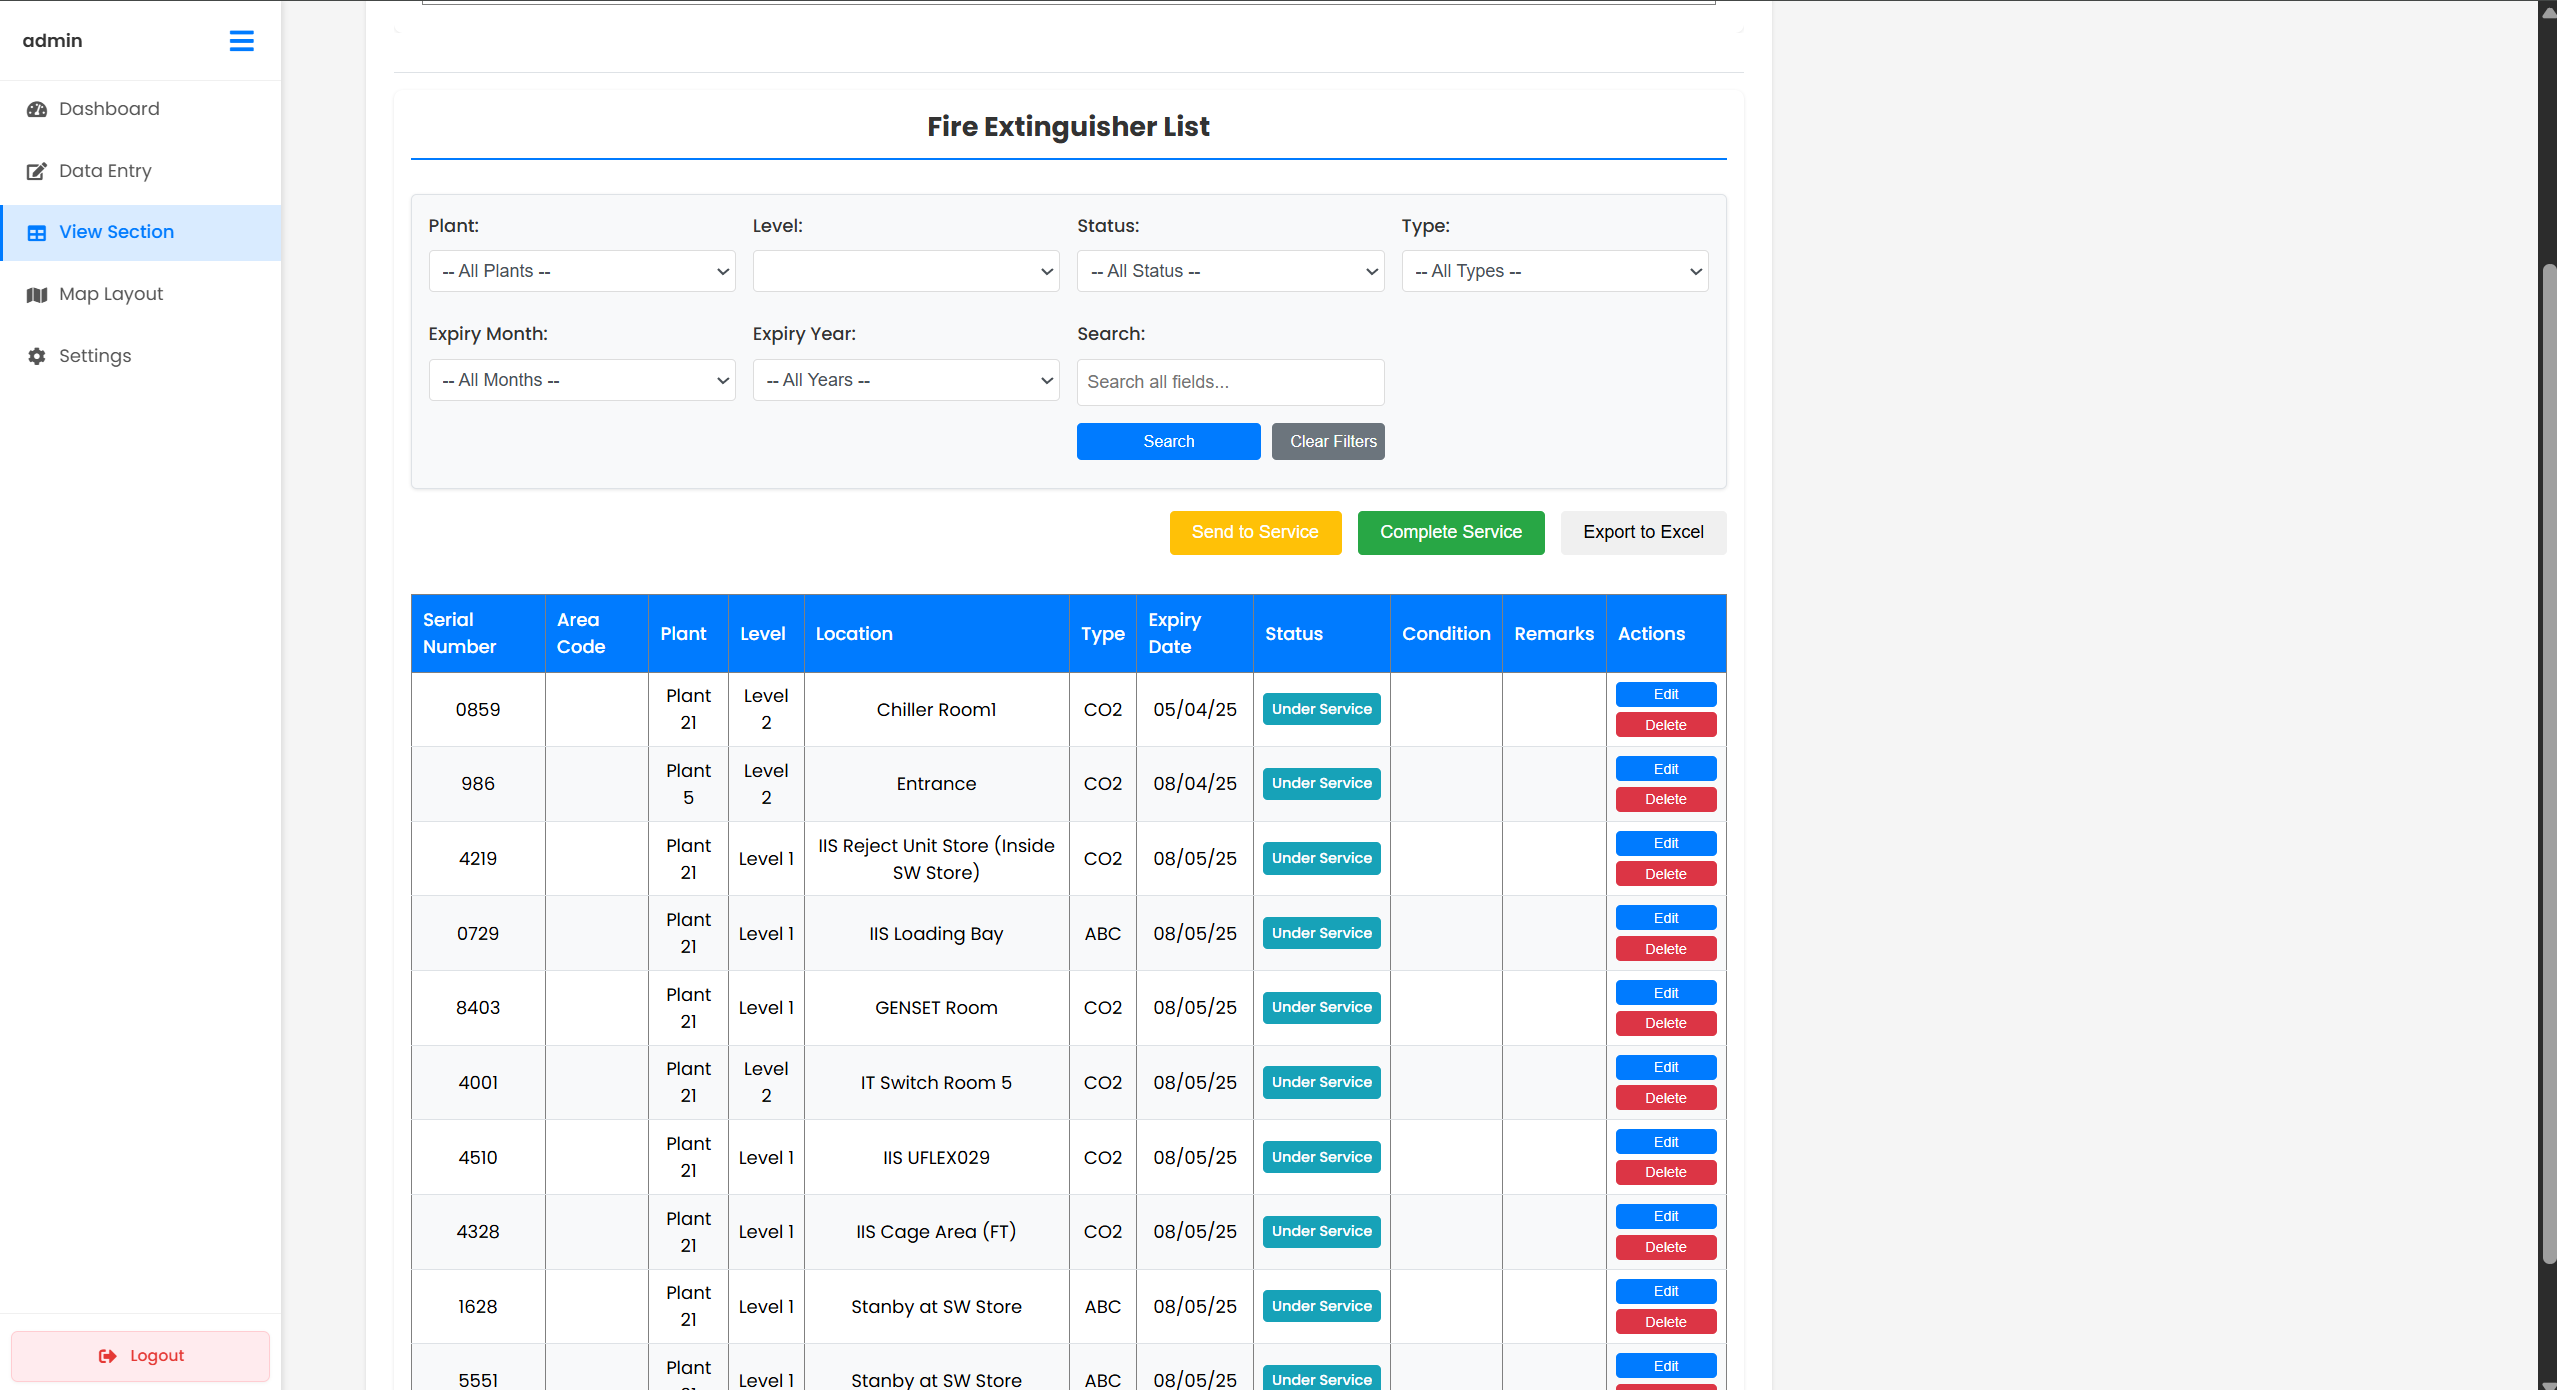 admin
Dashboard
Data Entry
View Section
Map Layout
Settings
Logout
Fire Extinguisher List
Plant: Level: Status: Type:
-- All Plants -- -- All Status -- -- All Types --
Expiry Month: Expiry Year: Search:
-- All Months -- -- All Years -- Search all fields...
Search Clear Filters
Send to Service Complete Service Export to Excel
Serial Number Area Code Plant Level Location Type Expiry Date Status Condition Remarks Actions
0859 Plant 21 Level 2 Chiller Room1 CO2 05/04/25 Under Service Edit Delete
986 Plant 5 Level 2 Entrance CO2 08/04/25 Under Service Edit Delete
4219 Plant 21 Level 1 IIS Reject Unit Store (Inside SW Store) CO2 08/05/25 Under Service Edit Delete
0729 Plant 21 Level 1 IIS Loading Bay ABC 08/05/25 Under Service Edit Delete
8403 Plant 21 Level 1 GENSET Room CO2 08/05/25 Under Service Edit Delete
4001 Plant 21 Level 2 IT Switch Room 5 CO2 08/05/25 Under Service Edit Delete
4510 Plant 21 Level 1 IIS UFLEX029 CO2 08/05/25 Under Service Edit Delete
4328 Plant 21 Level 1 IIS Cage Area (FT) CO2 08/05/25 Under Service Edit Delete
1628 Plant 21 Level 1 Stanby at SW Store ABC 08/05/25 Under Service Edit Delete
5551 Plant Level 1 Stanby at SW Store ABC 08/05/25 Under Service Edit